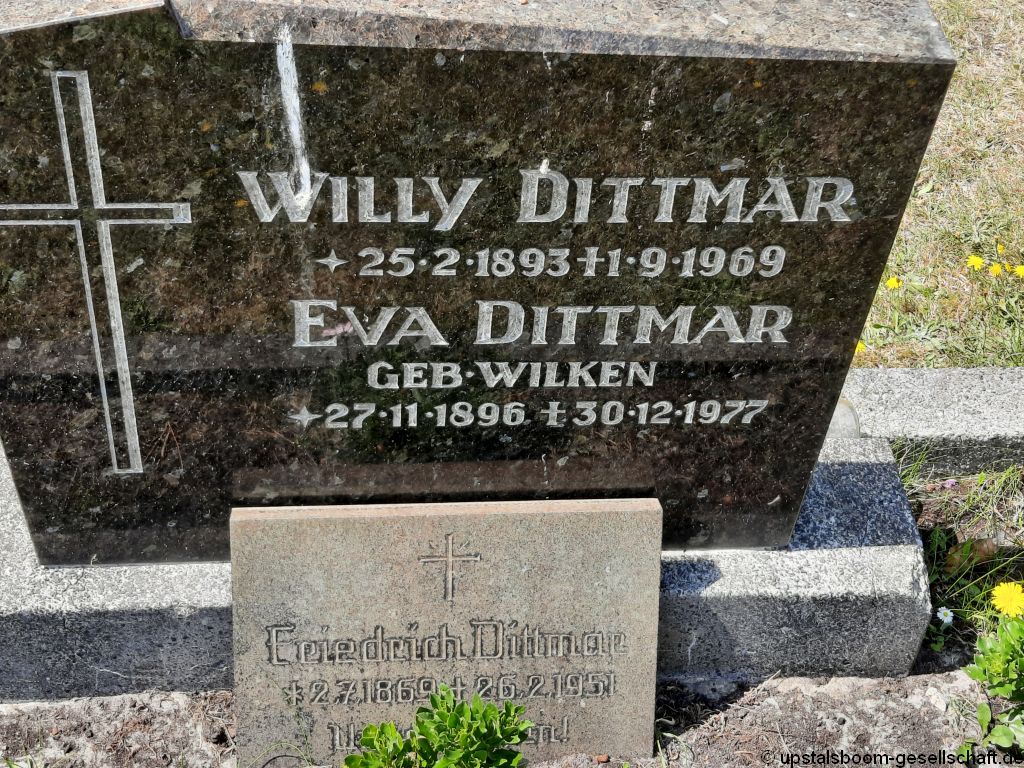 WILLY DITTMAR
25·2·1893 †1·9·1969
EVA DITTMAR
GEB·WILKEN
27·11·1896 †30·12·1977
Friedrich Dittmar
* 2.7.1869 † 26.2.1951
© upstalsboom-gesellschaft.de